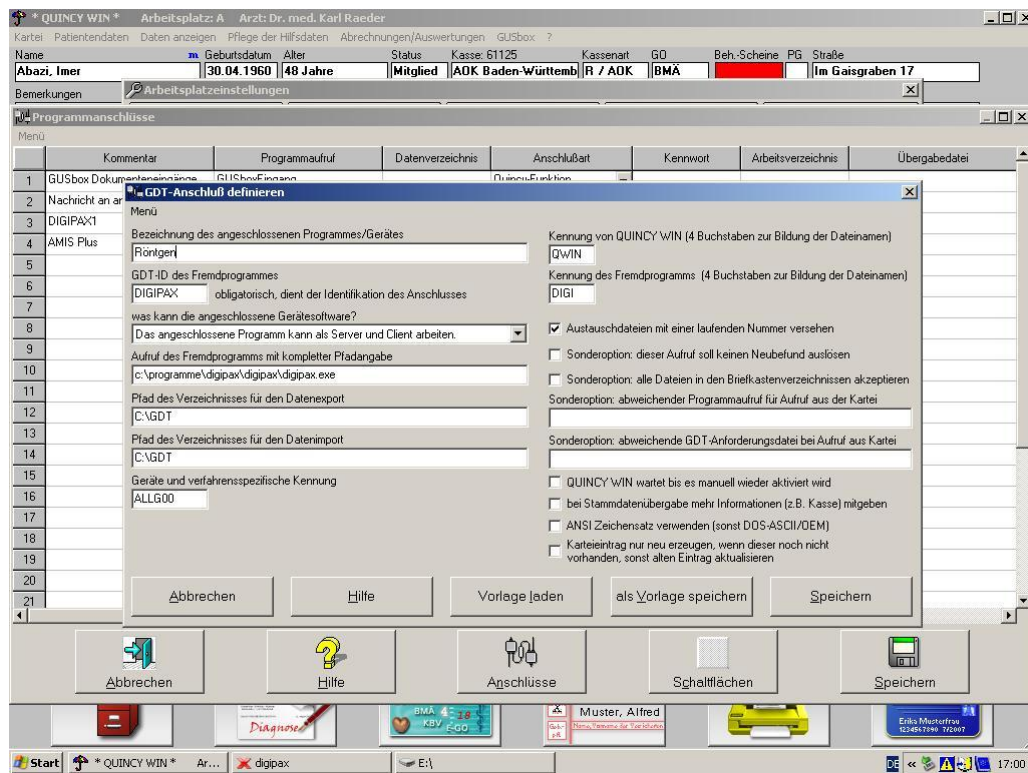 * QUINCY WIN *   Arbeitsplatz: A   Arzt: Dr. med. Karl Raeder
Kartei   Patientendaten   Daten anzeigen   Pflege der Hilfsdaten   Abrechnungen/Auswertungen   GUSbox   ?
Name   m   Geburtsdatum   Alter   Status   Kasse: 61125   Kassenart   GO   Beh.-Scheine   PG   Straße
Abazi, Imer   30.04.1960   48 Jahre   Mitglied   AOK Baden-Württemb   R / AOK   BMÄ   Im Gaisgraben 17
Bemerkungen   Arbeitsplatzeinstellungen
Programmanschlüsse
Menü
Kommentar   Programmaufruf   Datenverzeichnis   Anschlußart   Kennwort   Arbeitsverzeichnis   Übergabedatei
1   GUSbox Dokumenteneingänge   GUSboxEingang   Quincy-Funktion
2   Nachricht an
3   DIGIPAX1
4   AMIS Plus
5
6
7
8
9
10
11
12
13
14
15
16
17
18
19
20
21
GDT-Anschluß definieren
Menü
Bezeichnung des angeschlossenen Programmes/Gerätes
Röntgen
GDT-ID des Fremdprogrammes
DIGIPAX   obligatorisch, dient der Identifikation des Anschlusses
was kann die angeschlossene Gerätesoftware?
Das angeschlossene Programm kann als Server und Client arbeiten.
Aufruf des Fremdprogramms mit kompletter Pfadangabe
c:\programme\digipax\digipax\digipax.exe
Pfad des Verzeichnisses für den Datenexport
C:\GDT
Pfad des Verzeichnisses für den Datenimport
C:\GDT
Geräte und verfahrensspezifische Kennung
ALLG00
Kennung von QUINCY WIN (4 Buchstaben zur Bildung der Dateinamen)
QWIN
Kennung des Fremdprogramms (4 Buchstaben zur Bildung der Dateinamen)
DIGI
Austauschdateien mit einer laufenden Nummer versehen
Sonderoption: dieser Aufruf soll keinen Neubefund auslösen
Sonderoption: alle Dateien in den Briefkastenverzeichnissen akzeptieren
Sonderoption: abweichender Programmaufruf für Aufruf aus der Kartei
Sonderoption: abweichende GDT-Anforderungsdatei bei Aufruf aus Kartei
QUINCY WIN wartet bis es manuell wieder aktiviert wird
bei Stammdatenübergabe mehr Informationen (z.B. Kasse) mitgeben
ANSI Zeichensatz verwenden (sonst DOS-ASCII/OEM)
Karteieintrag nur neu erzeugen, wenn dieser noch nicht
vorhanden, sonst alten Eintrag aktualisieren
Abbrechen   Hilfe   Vorlage laden   als Vorlage speichern   Speichern
Abbrechen   Hilfe   Anschlüsse   Schaltflächen   Speichern
Diagnose   BMÄ   4   18   KBV   E-GO   Muster, Alfred   Erika Musterfrau
1234567890 7/2007
Start   * QUINCY WIN *   Ar...   digipax   E:\   DE   «   17:00